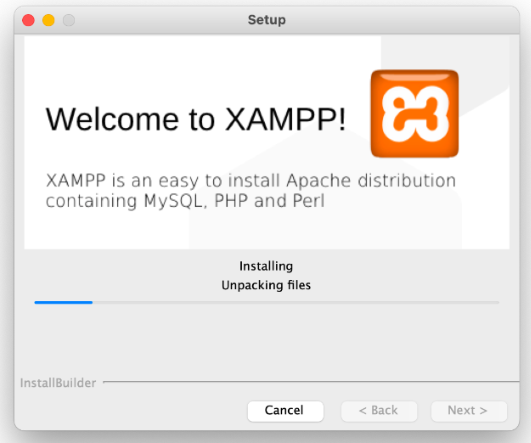 Setup
Welcome to XAMPP!
XAMPP is an easy to install Apache distribution
containing MySQL, PHP and Perl
Installing
Unpacking files
InstallBuilder
Cancel
< Back
Next >